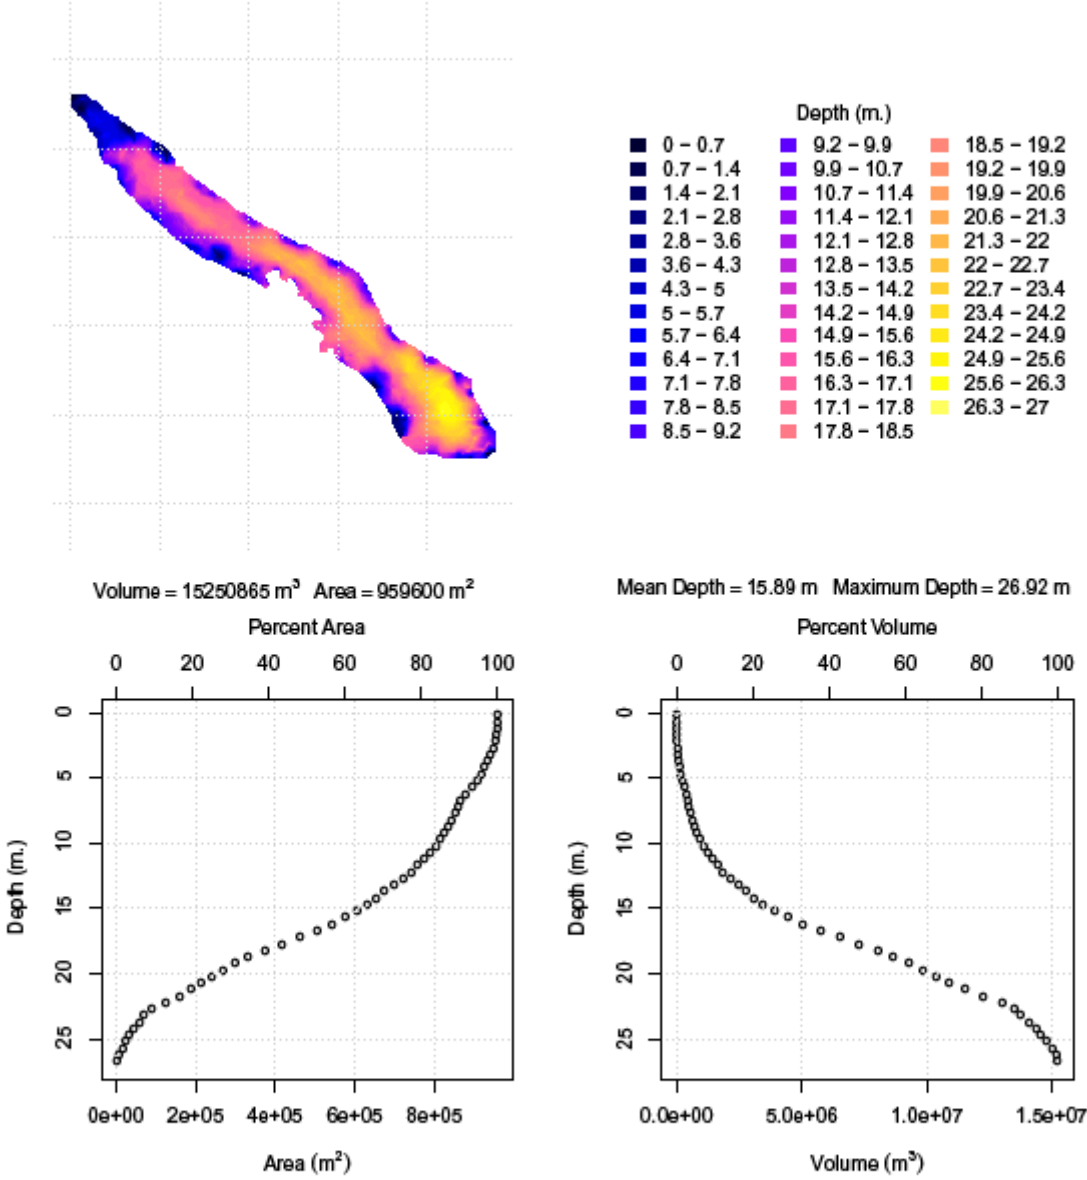 Depth (m.)
0 – 0.7 9.2 – 9.9 18.5 – 19.2
0.7 – 1.4 9.9 – 10.7 19.2 – 19.9
1.4 – 2.1 10.7 – 11.4 19.9 – 20.6
2.1 – 2.8 11.4 – 12.1 20.6 – 21.3
2.8 – 3.6 12.1 – 12.8 21.3 – 22
3.6 – 4.3 12.8 – 13.5 22 – 22.7
4.3 – 5 13.5 – 14.2 22.7 – 23.4
5 – 5.7 14.2 – 14.9 23.4 – 24.2
5.7 – 6.4 14.9 – 15.6 24.2 – 24.9
6.4 – 7.1 15.6 – 16.3 24.9 – 25.6
7.1 – 7.8 16.3 – 17.1 25.6 – 26.3
7.8 – 8.5 17.1 – 17.8 26.3 – 27
8.5 – 9.2 17.8 – 18.5
Volume = 15250865 m³ Area = 959600 m²
Percent Area
0 20 40 60 80 100
Depth (m.)
0
5
10
15
20
25
0e+00 2e+05 4e+05 6e+05 8e+05
Area (m²)
Mean Depth = 15.89 m Maximum Depth = 26.92 m
Percent Volume
0 20 40 60 80 100
Depth (m.)
0
5
10
15
20
25
0.0e+00 5.0e+06 1.0e+07 1.5e+07
Volume (m³)